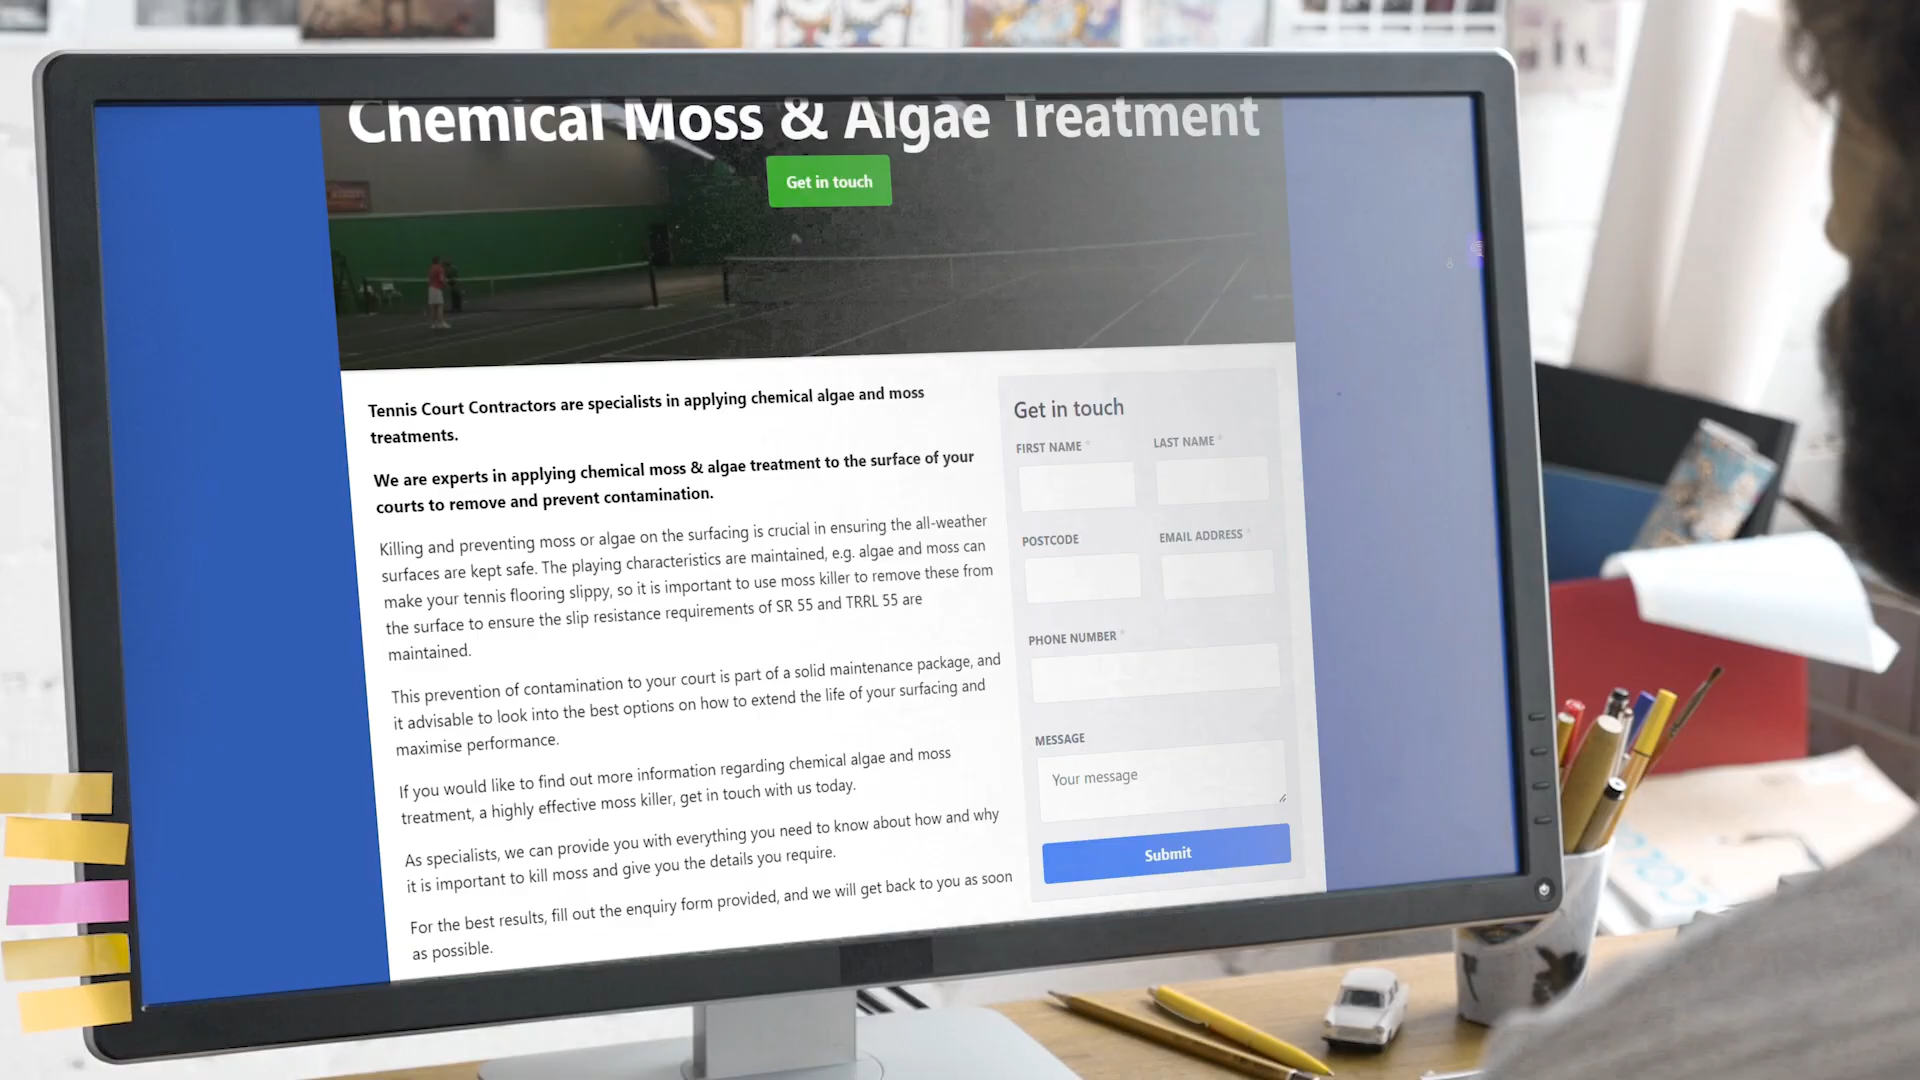 Chemical Moss & Algae Treatment
Get in touch
Tennis Court Contractors are specialists in applying chemical algae and moss
treatments.
We are experts in applying chemical moss & algae treatment to the surface of your
courts to remove and prevent contamination.
Killing and preventing moss or algae on the surfacing is crucial in ensuring the all-weather
surfaces are kept safe. The playing characteristics are maintained, e.g. algae and moss can
make your tennis flooring slippy, so it is important to use moss killer to remove these from
the surface to ensure the slip resistance requirements of SR 55 and TRRL 55 are
maintained.
This prevention of contamination to your court is part of a solid maintenance package, and
it advisable to look into the best options on how to extend the life of your surfacing and
maximise performance.
If you would like to find out more information regarding chemical algae and moss
treatment, a highly effective moss killer, get in touch with us today.
As specialists, we can provide you with everything you need to know about how and why
it is important to kill moss and give you the details you require.
For the best results, fill out the enquiry form provided, and we will get back to you as soon
as possible.
Get in touch
FIRST NAME * LAST NAME *
POSTCODE EMAIL ADDRESS *
PHONE NUMBER *
MESSAGE
Your message
Submit